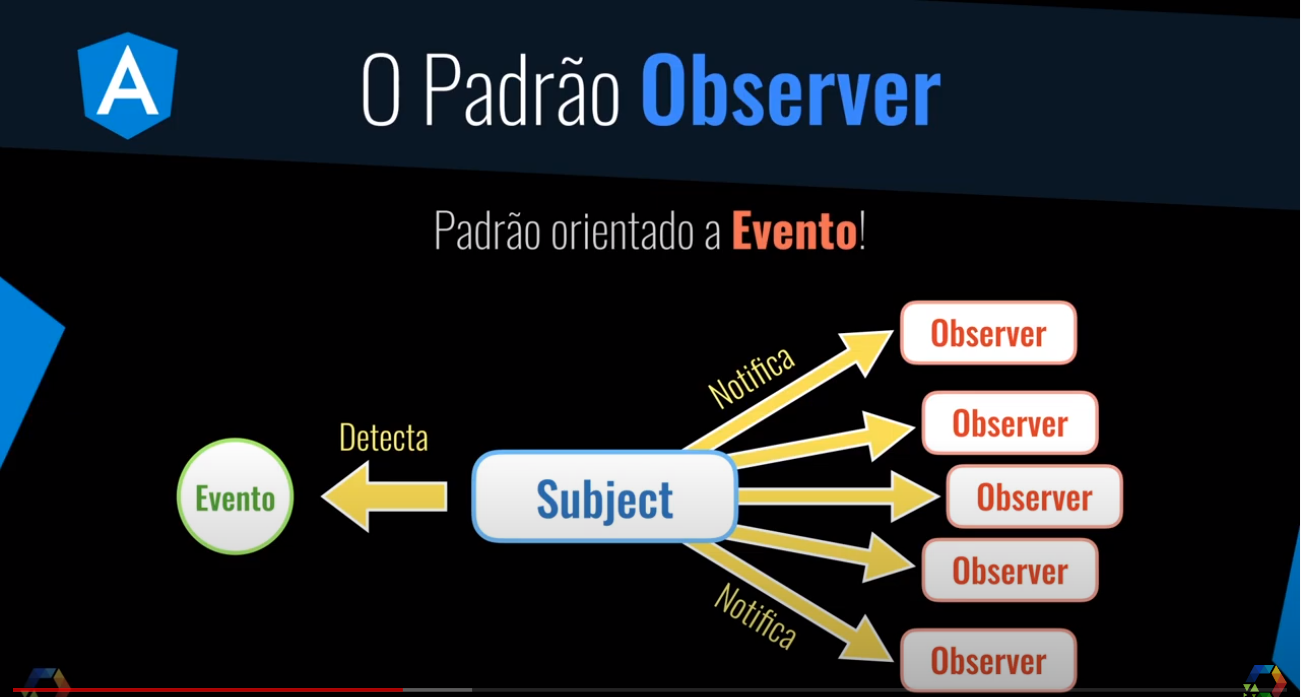 A
O Padrão Observer
Padrão orientado a Evento!
Observer
Notifica
Observer
Detecta
Evento
Subject
Observer
Observer
Notifica
Observer